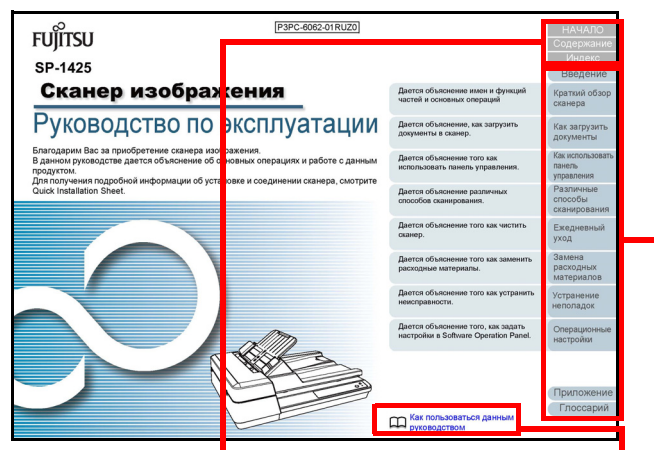 FUJITSU
P3PC-6062-01RUZ0
SP-1425
Сканер изображения
Руководство по эксплуатации
Благодарим Вас за приобретение сканера изображения.
В данном руководстве дается объяснение об основных операциях и работе с данным
продуктом.
Для получения подробной информации об установке и соединении сканера, смотрите
Quick Installation Sheet.
Дается объяснение имен и функций
частей и основных операций
Дается объяснение, как загрузить
документы в сканер.
Дается объяснение того как
использовать панель управления.
Дается объяснение различных
способов сканирования.
Дается объяснение того как чистить
сканер.
Дается объяснение того как заменить
расходные материалы.
Дается объяснение того как устранить
неисправности.
Дается объяснение того, как задать
настройки в Software Operation Panel.
НАЧАЛО
Содержание
Индекс
Введение
Краткий обзор
сканера
Как загрузить
документы
Как использовать
панель
управления
Различные
способы
сканирования
Ежедневный
уход
Замена
расходных
материалов
Устранение
неполадок
Операционные
настройки
Приложение
Глоссарий
Как пользоваться данным
руководством